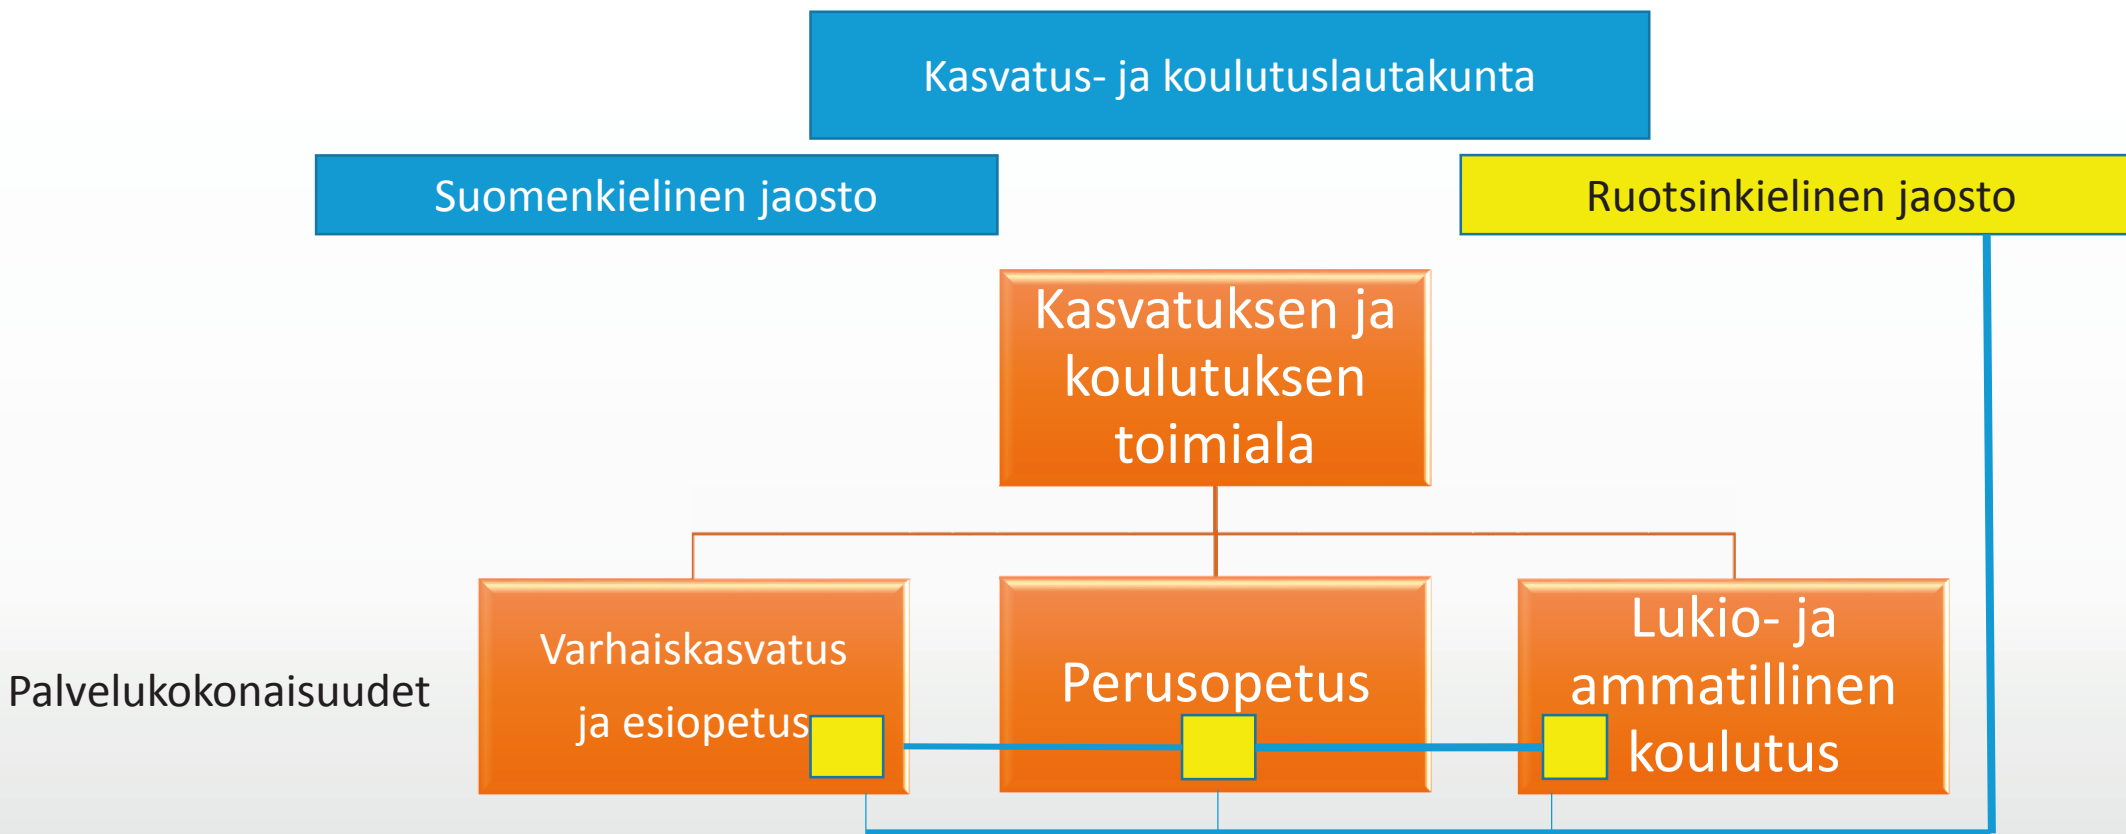 Kasvatus- ja koulutuslautakunta
Suomenkielinen jaosto
Ruotsinkielinen jaosto
Kasvatuksen ja
koulutuksen
toimiala
Palvelukokonaisuudet
Varhaiskasvatus
ja esiopetus
Perusopetus
Lukio- ja
ammatillinen
koulutus